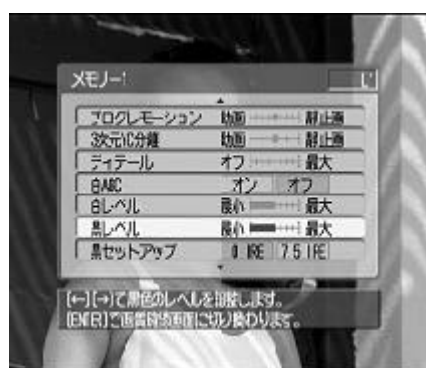 メモリー1
プログレモーション 動画 静止画
3次元Y/C分離 動画 静止画
ディテール オフ 最大
白AGC オン オフ
白レベル 最小 最大
黒レベル 最小 最大
黒セットアップ 0 IRE 7.5 IRE
[←][→]で黒色のレベルを調整します。
[ENTER]で画質調整画面に切り換わります。